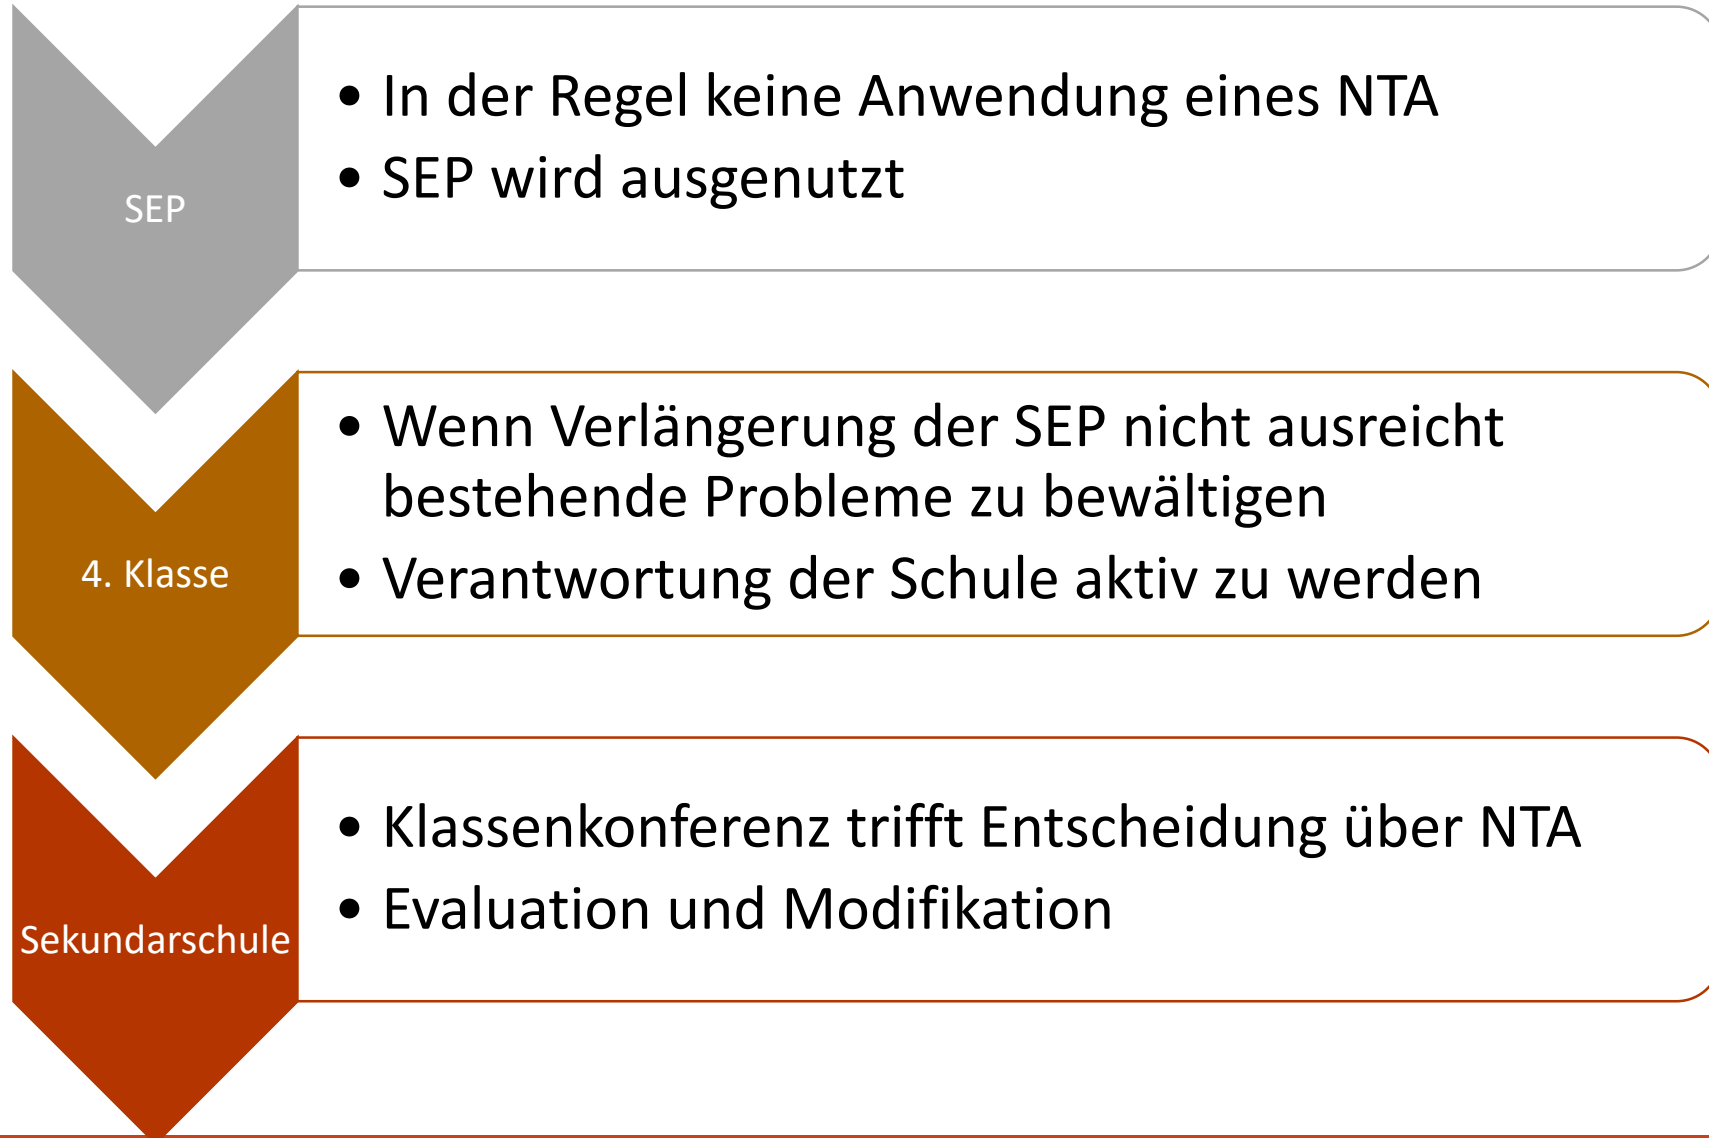 SEP
• In der Regel keine Anwendung eines NTA
• SEP wird ausgenutzt
4. Klasse
• Wenn Verlängerung der SEP nicht ausreicht
bestehende Probleme zu bewältigen
• Verantwortung der Schule aktiv zu werden
Sekundarschule
• Klassenkonferenz trifft Entscheidung über NTA
• Evaluation und Modifikation